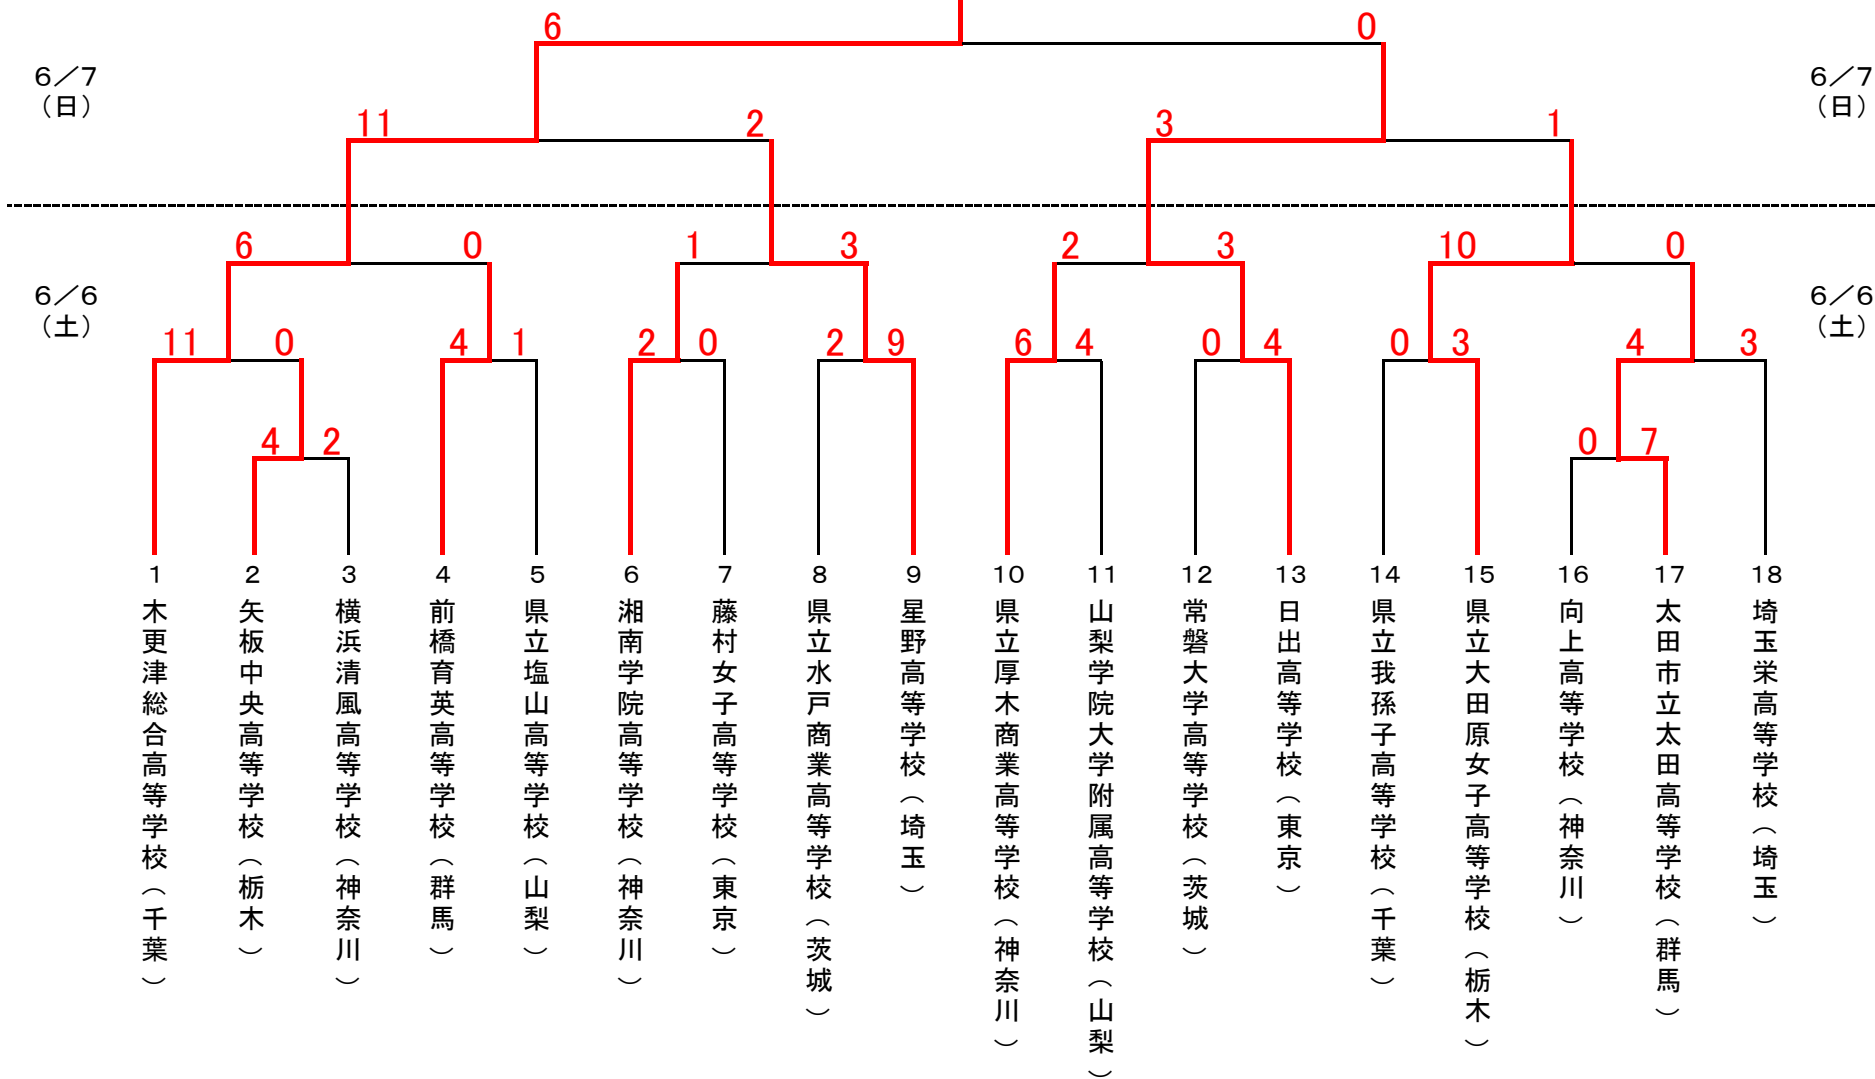 6 0
6／7
（日）
6／7
（日）
11 2 3 1
6 0 1 3 2 3 10 0
6／6
（土）
6／6
（土）
11 0 4 1 2 0 2 9 6 4 0 4 0 3 4 3
4 2 0 7
1 2 3 4 5 6 7 8 9 10 11 12 13 14 15 16 17 18
木更津総合高等学校（千葉）
矢板中央高等学校（栃木）
横浜清風高等学校（神奈川）
前橋育英高等学校（群馬）
県立塩山高等学校（山梨）
湘南学院高等学校（神奈川）
藤村女子高等学校（東京）
県立水戸商業高等学校（茨城）
星野高等学校（埼玉）
県立厚木商業高等学校（神奈川）
山梨学院大学附属高等学校（山梨）
常磐大学高等学校（茨城）
日出高等学校（東京）
県立我孫子高等学校（千葉）
県立大田原女子高等学校（栃木）
向上高等学校（神奈川）
太田市立太田高等学校（群馬）
埼玉栄高等学校（埼玉）